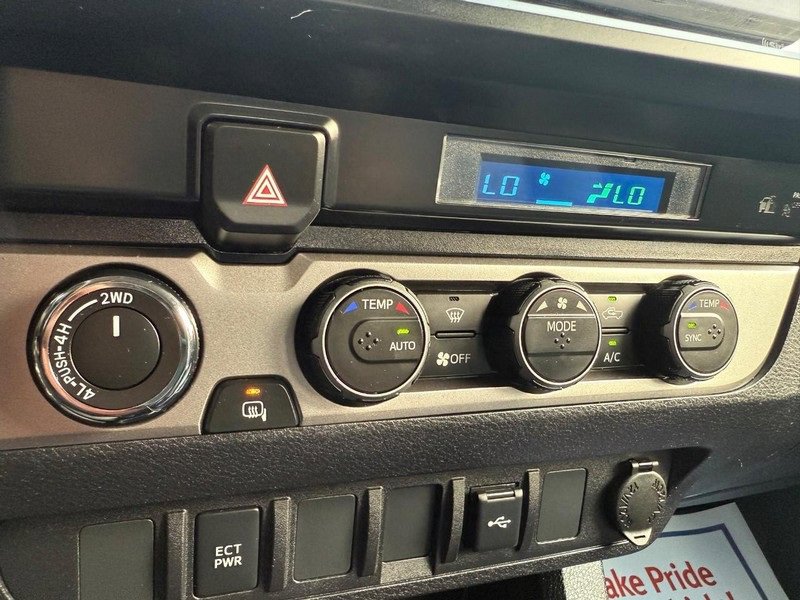 LO LO
2WD
4L-PUSH-4H
TEMP
AUTO
OFF
MODE
A/C
TEMP
SYNC
ECT
PWR
ake Pride